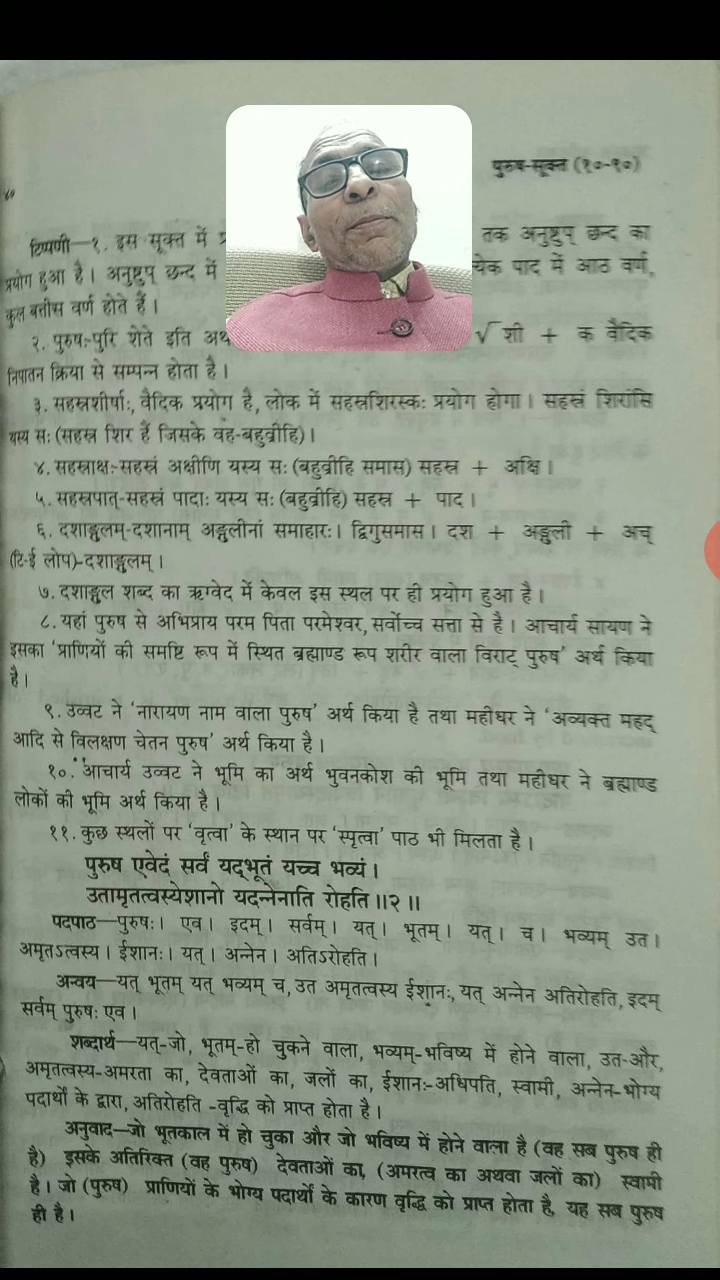 पुरुष-सूक्त (१०-९०)
४७
टिप्पणी—१. इस सूक्त में तक अनुष्टुप् छन्द का
प्रयोग हुआ है। अनुष्टुप् छन्द में पाद में आठ वर्ण,
कुल बत्तीस वर्ण होते हैं।
२. पुरुषः-पुरि शेते इति √शी + क वैदिक
निपातन क्रिया से सम्पन्न होता है।
३. सहस्रशीर्षाः, वैदिक प्रयोग है, लोक में सहस्रशिरस्कः प्रयोग होगा। सहस्रं शिरांसि
यस्य सः (सहस्र शिर हैं जिसके वह-बहुव्रीहि)।
४. सहस्राक्षः-सहस्रं अक्षीणि यस्य सः (बहुव्रीहि समास) सहस्र + अक्षि।
५. सहस्रपात्-सहस्रं पादाः यस्य सः (बहुव्रीहि) सहस्र + पाद।
६. दशाङ्गुलम्-दशानाम् अङ्गुलीनां समाहारः। द्विगुसमास। दश + अङ्गुली + अच्
(टि-ई लोप)-दशाङ्गुलम्।
७. दशाङ्गुल शब्द का ऋग्वेद में केवल इस स्थल पर ही प्रयोग हुआ है।
८. यहां पुरुष से अभिप्राय परम पिता परमेश्वर, सर्वोच्च सत्ता से है। आचार्य सायण ने
इसका 'प्राणियों की समष्टि रूप में स्थित ब्रह्माण्ड रूप शरीर वाला विराट् पुरुष' अर्थ किया
है।
९. उव्वट ने 'नारायण नाम वाला पुरुष' अर्थ किया है तथा महीधर ने 'अव्यक्त महद्
आदि से विलक्षण चेतन पुरुष' अर्थ किया है।
१०. आचार्य उव्वट ने भूमि का अर्थ भुवनकोश की भूमि तथा महीधर ने ब्रह्माण्ड
लोकों की भूमि अर्थ किया है।
११. कुछ स्थलों पर 'वृत्वा' के स्थान पर 'स्पृत्वा' पाठ भी मिलता है।
पुरुष एवेदं सर्वं यद्भूतं यच्च भव्यं।
उतामृतत्वस्येशानो यदन्नेनाति रोहति॥२॥
पदपाठ—पुरुषः। एव। इदम्। सर्वम्। यत्। भूतम्। यत्। च। भव्यम् उत।
अमृतऽत्वस्य। ईशानः। यत्। अन्नेन। अतिऽरोहति।
अन्वय—यत् भूतम् यत् भव्यम् च, उत अमृतत्वस्य ईशानः, यत् अन्नेन अतिरोहति, इदम्
सर्वम् पुरुषः एव।
शब्दार्थ—यत्-जो, भूतम्-हो चुकने वाला, भव्यम्-भविष्य में होने वाला, उत-और,
अमृतत्वस्य-अमरता का, देवताओं का, जलों का, ईशानः-अधिपति, स्वामी, अन्नेन-भोग्य
पदार्थों के द्वारा, अतिरोहति -वृद्धि को प्राप्त होता है।
अनुवाद—जो भूतकाल में हो चुका और जो भविष्य में होने वाला है (वह सब पुरुष ही
है) इसके अतिरिक्त (वह पुरुष) देवताओं का, (अमरत्व का अथवा जलों का) स्वामी
है। जो (पुरुष) प्राणियों के भोग्य पदार्थों के कारण वृद्धि को प्राप्त होता है, यह सब पुरुष
ही है।